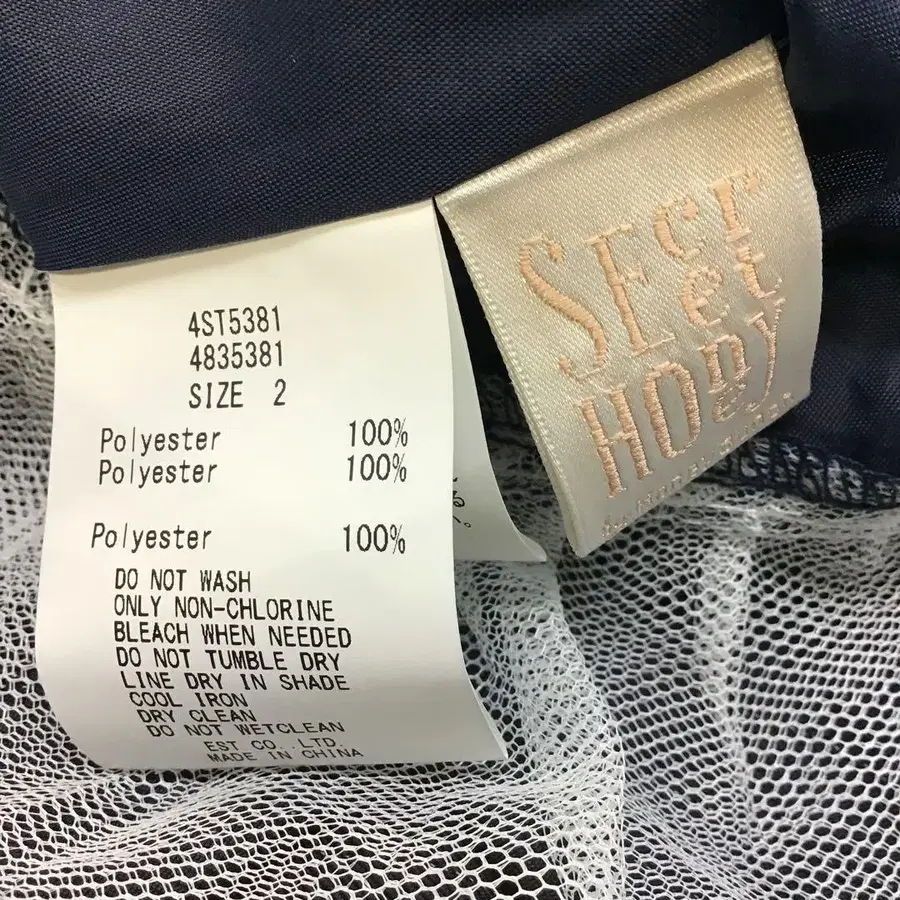 4ST5381
4835381
SIZE 2
Polyester 100%
Polyester 100%
Polyester 100%
DO NOT WASH
ONLY NON-CHLORINE
BLEACH WHEN NEEDED
DO NOT TUMBLE DRY
LINE DRY IN SHADE
COOL IRON
DRY CLEAN
DO NOT WETCLEAN
EST CO., LTD.
MADE IN CHINA
SEcret
HOney